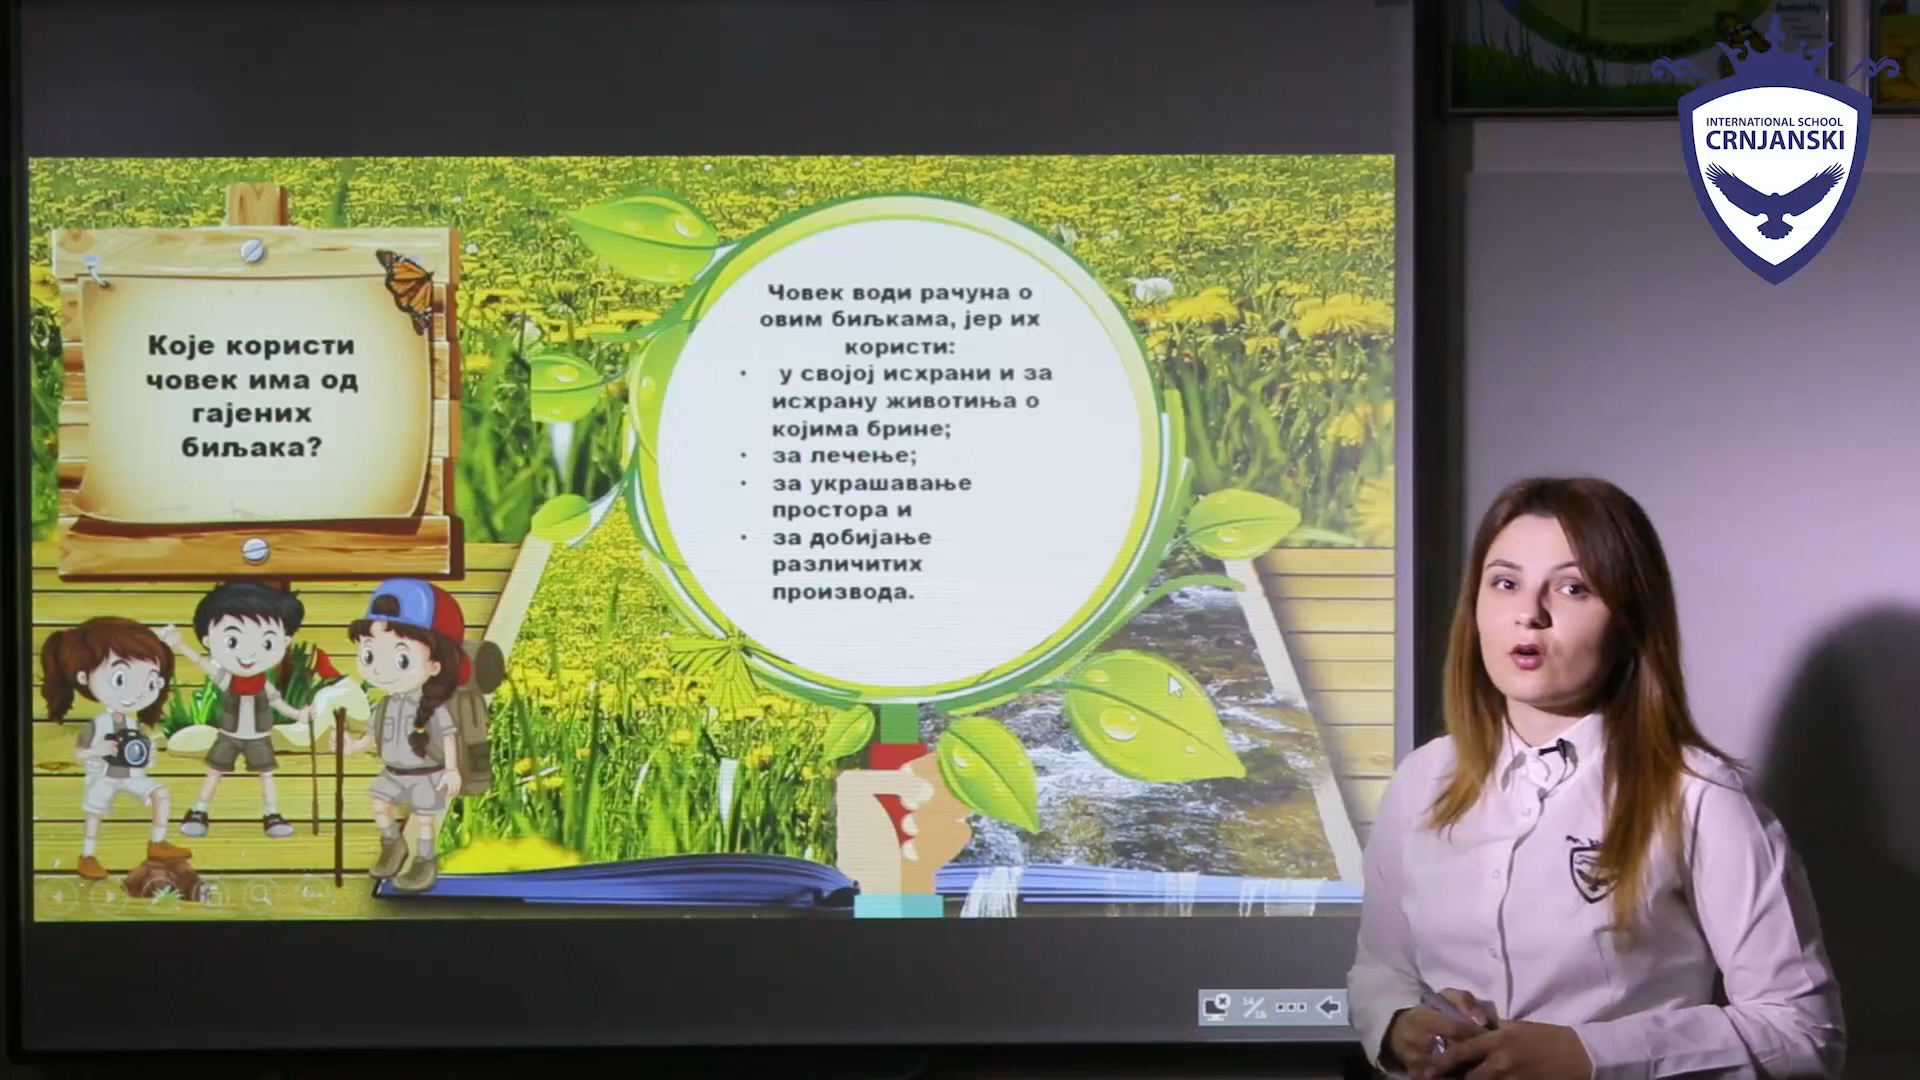 INTERNATIONAL SCHOOL
CRNJANSKI
Које користи
човек има од
гајених
биљака?
Човек води рачуна о
овим биљкама, јер их
користи:
• у својој исхрани и за
исхрану животиња о
којима брине;
• за лечење;
• за украшавање
простора и
• за добијање
различитих
производа.